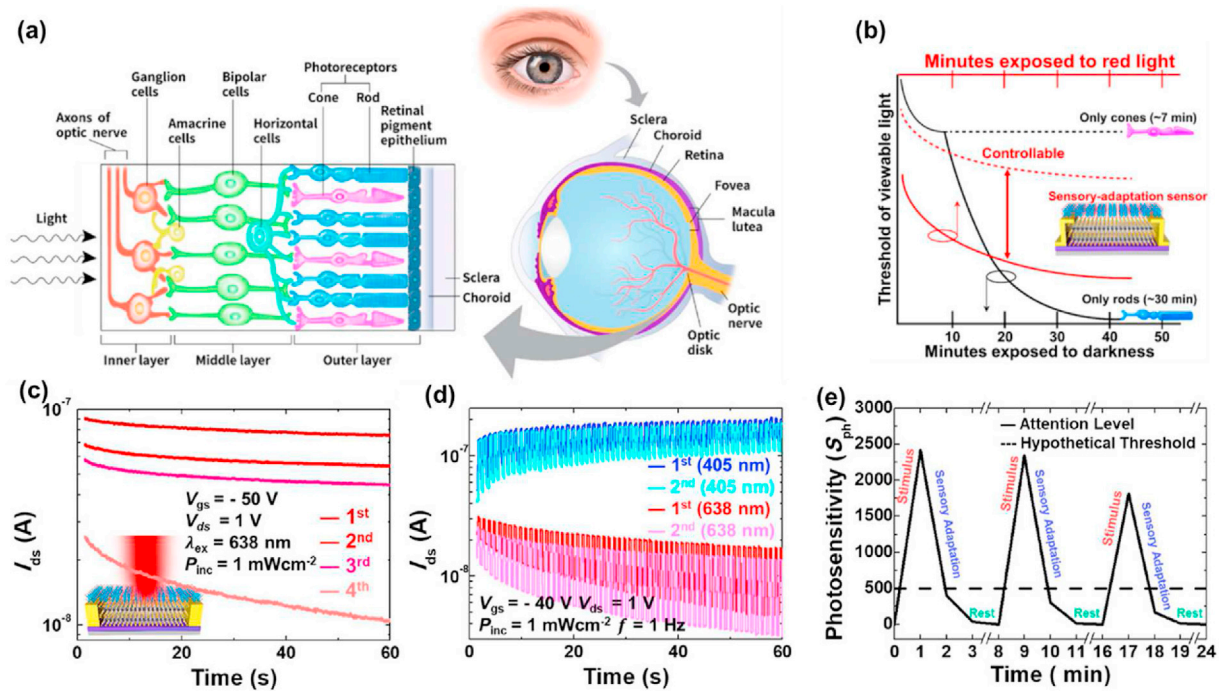 (a)
Ganglion
cells
Bipolar
cells
Photoreceptors
Cone Rod
Retinal
pigment
epithelium
Axons of
optic nerve
Amacrine
cells
Horizontal
cells
Light
Sclera
Choroid
Inner layer Middle layer Outer layer
Sclera
Choroid
Retina
Fovea
Macula
lutea
Optic
nerve
Optic
disk
(b)
Minutes exposed to red light
Threshold of viewable light
Only cones (~7 min)
Controllable
Sensory-adaptation sensor
Only rods (~30 min)
10 20 30 40 50
Minutes exposed to darkness
(c)
10⁻⁷
10⁻⁸
Ids (A)
Vgs = - 50 V
Vds = 1 V
λex = 638 nm
Pinc = 1 mWcm⁻²
1st
2nd
3rd
4th
0 20 40 60
Time (s)
(d)
10⁻⁷
10⁻⁸
Ids (A)
1st (405 nm)
2nd (405 nm)
1st (638 nm)
2nd (638 nm)
Vgs = - 40 V Vds = 1 V
Pinc = 1 mWcm⁻² f = 1 Hz
0 20 40 60
Time (s)
(e)
Photosensitivity (Sph)
3000
2500
2000
1500
1000
500
0
Attention Level
Hypothetical Threshold
Stimulus
Sensory Adaptation
Rest
Stimulus
Sensory Adaptation
Rest
Stimulus
Sensory Adaptation
Rest
0 1 2 3 8 9 10 11 16 17 18 19 24
Time ( min)